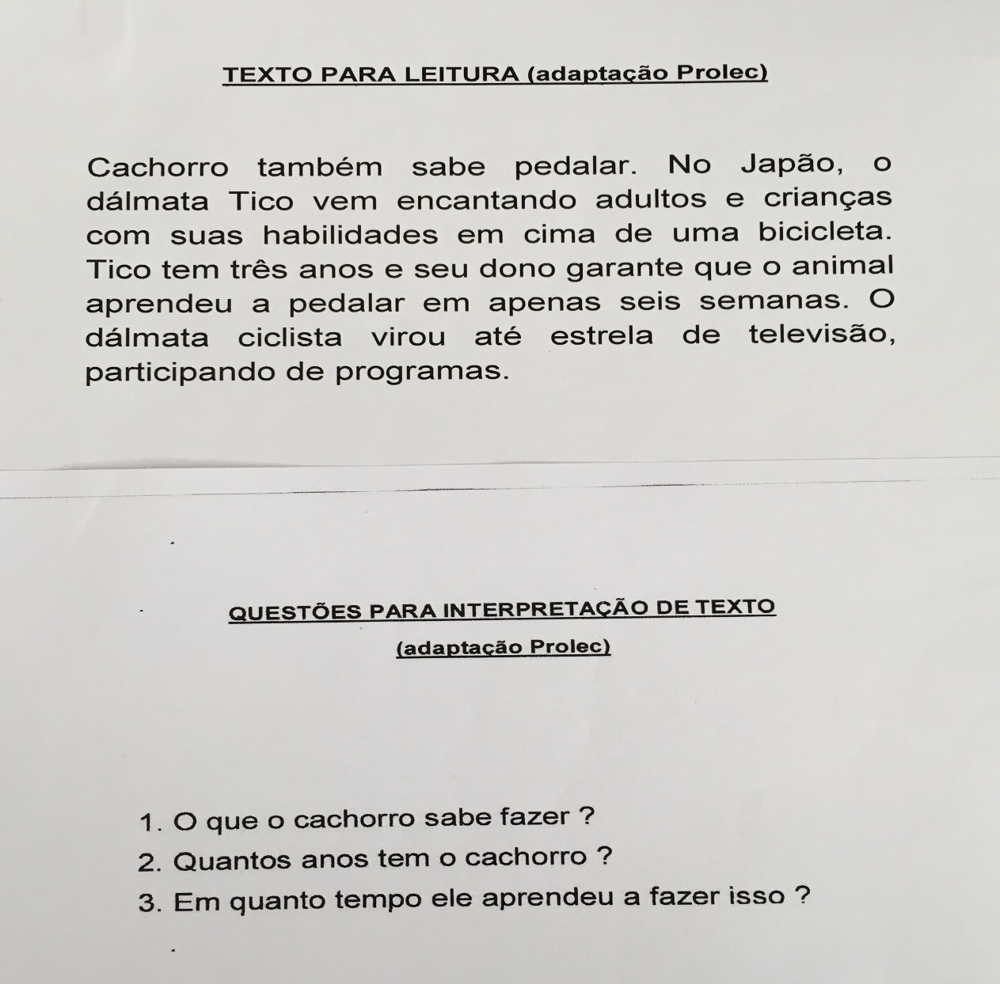 TEXTO PARA LEITURA (adaptação Prolec)
Cachorro também sabe pedalar. No Japão, o
dálmata Tico vem encantando adultos e crianças
com suas habilidades em cima de uma bicicleta.
Tico tem três anos e seu dono garante que o animal
aprendeu a pedalar em apenas seis semanas. O
dálmata ciclista virou até estrela de televisão,
participando de programas.
QUESTÕES PARA INTERPRETAÇÃO DE TEXTO
(adaptação Prolec)
1. O que o cachorro sabe fazer ?
2. Quantos anos tem o cachorro ?
3. Em quanto tempo ele aprendeu a fazer isso ?